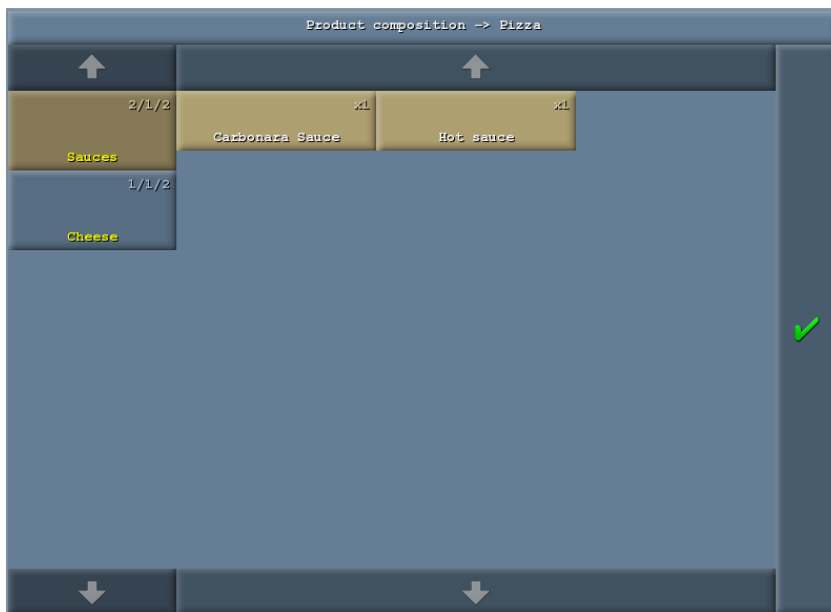 Product composition -> Pizza
2/1/2
Sauces
x1
Carbonara Sauce
x1
Hot sauce
1/1/2
Cheese